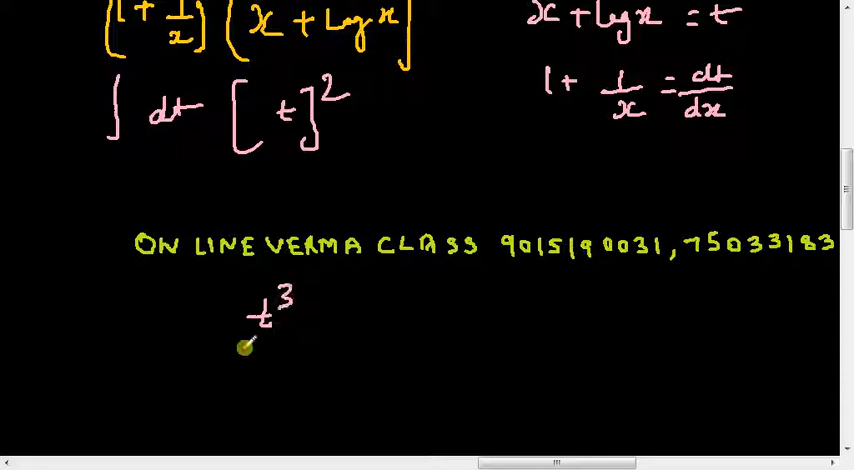 (1 + 1/x) (x + log x]
x + log x = t
1 + 1/x = dt/dx
∫ dt [t]²
ON LINE VERMA CLASS 9015190031, 75033183
t³